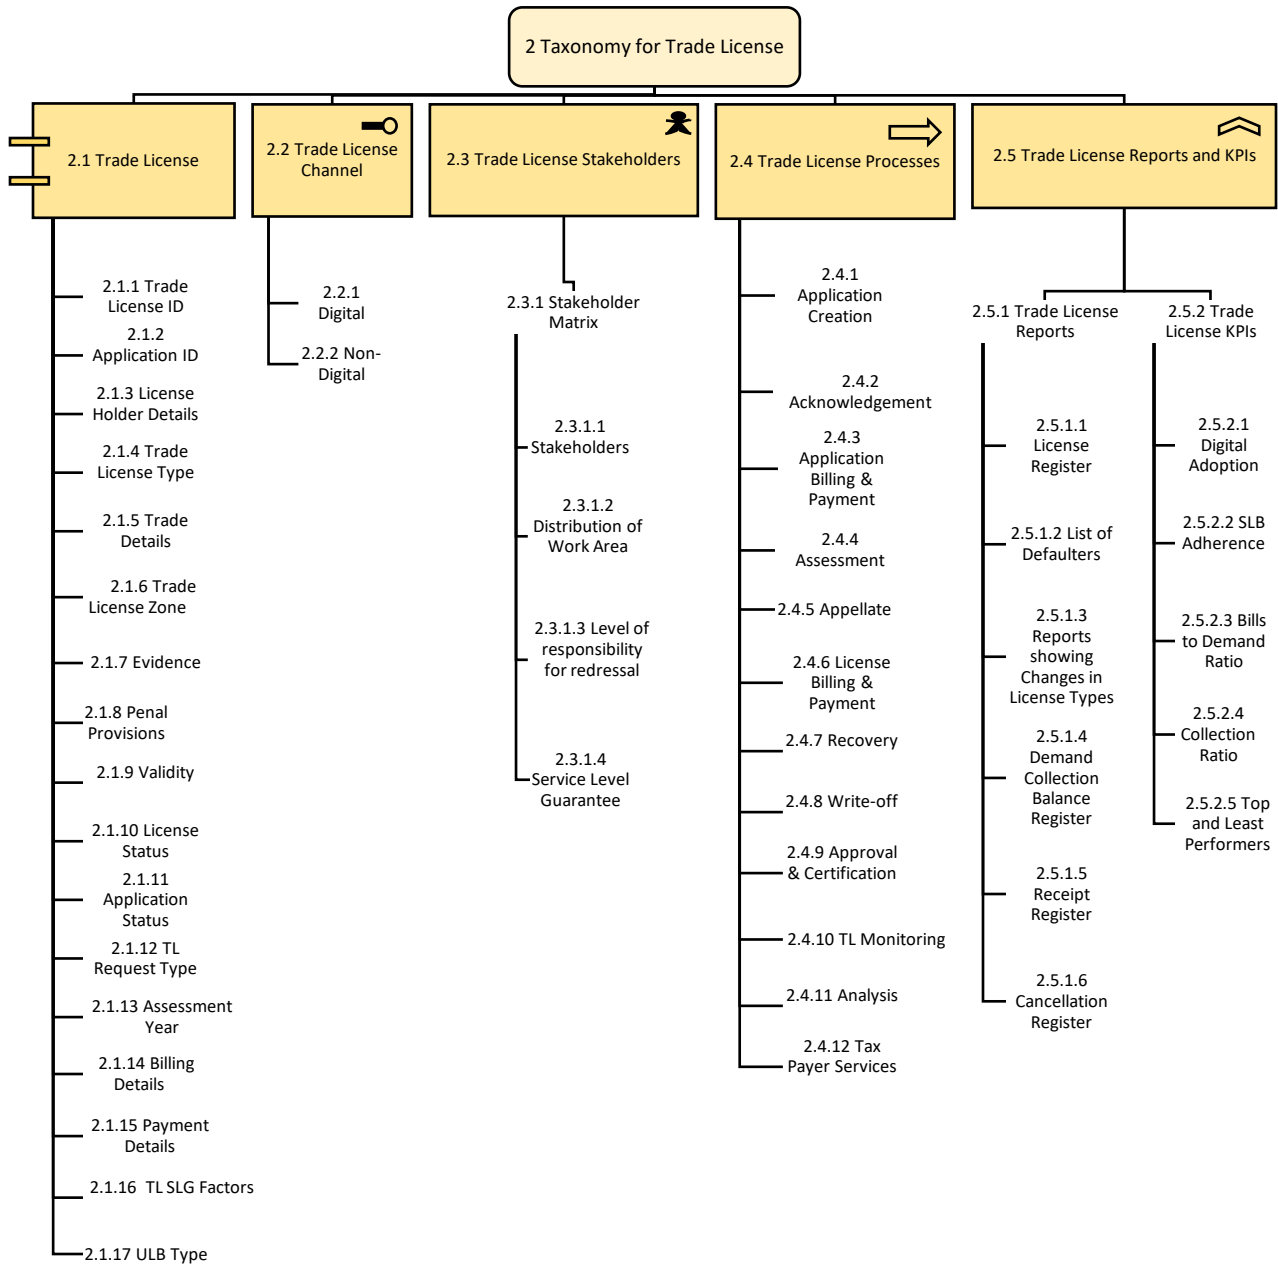 2 Taxonomy for Trade License
2.1 Trade License
2.1.1 Trade
License ID
2.1.2
Application ID
2.1.3 License
Holder Details
2.1.4 Trade
License Type
2.1.5 Trade
Details
2.1.6 Trade
License Zone
2.1.7 Evidence
2.1.8 Penal
Provisions
2.1.9 Validity
2.1.10 License
Status
2.1.11
Application
Status
2.1.12 TL
Request Type
2.1.13 Assessment
Year
2.1.14 Billing
Details
2.1.15 Payment
Details
2.1.16 TL SLG Factors
2.1.17 ULB Type
2.2 Trade License
Channel
2.2.1
Digital
2.2.2 Non-
Digital
2.3 Trade License Stakeholders
2.3.1 Stakeholder
Matrix
2.3.1.1
Stakeholders
2.3.1.2
Distribution of
Work Area
2.3.1.3 Level of
responsibility
for redressal
2.3.1.4
Service Level
Guarantee
2.4 Trade License Processes
2.4.1
Application
Creation
2.4.2
Acknowledgement
2.4.3
Application
Billing &
Payment
2.4.4
Assessment
2.4.5 Appellate
2.4.6 License
Billing &
Payment
2.4.7 Recovery
2.4.8 Write-off
2.4.9 Approval
& Certification
2.4.10 TL Monitoring
2.4.11 Analysis
2.4.12 Tax
Payer Services
2.5 Trade License Reports and KPIs
2.5.1 Trade License
Reports
2.5.1.1
License
Register
2.5.1.2 List of
Defaulters
2.5.1.3
Reports
showing
Changes in
License Types
2.5.1.4
Demand
Collection
Balance
Register
2.5.1.5
Receipt
Register
2.5.1.6
Cancellation
Register
2.5.2 Trade
License KPIs
2.5.2.1
Digital
Adoption
2.5.2.2 SLB
Adherence
2.5.2.3 Bills
to Demand
Ratio
2.5.2.4
Collection
Ratio
2.5.2.5 Top
and Least
Performers